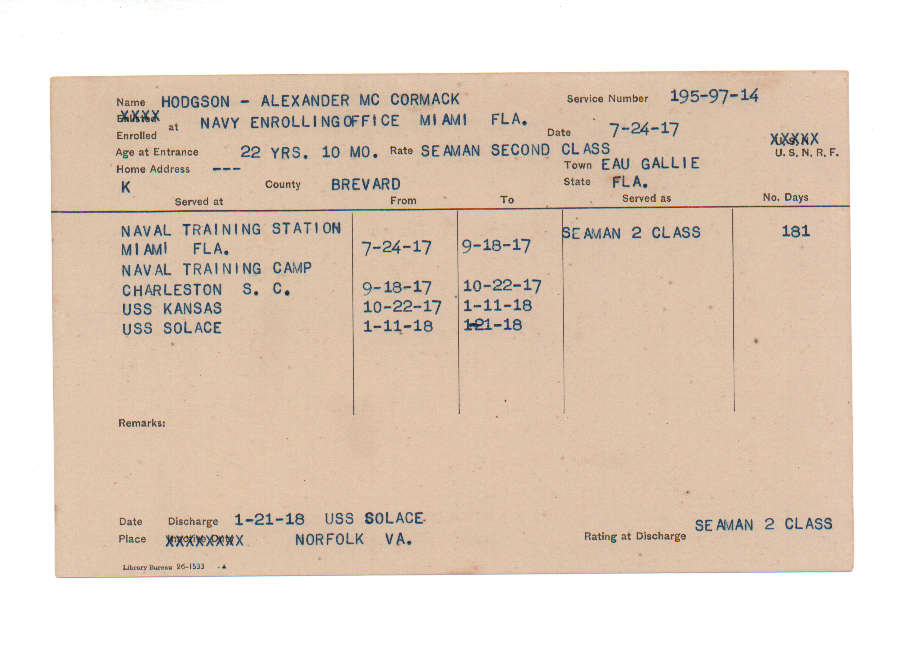 Name HODGSON - ALEXANDER MC CORMACK Service Number 195-97-14
Enrolled at NAVY ENROLLINGOFFICE MIAMI FLA. Date 7-24-17
Age at Entrance 22 YRS. 10 MO. Rate SEAMAN SECOND CLASS U. S. N. R. F.
Home Address --- Town EAU GALLIE
K County BREVARD State FLA.
Served at From To Served as No. Days
NAVAL TRAINING STATION SEAMAN 2 CLASS 181
MIAMI FLA. 7-24-17 9-18-17
NAVAL TRAINING CAMP
CHARLESTON S. C. 9-18-17 10-22-17
USS KANSAS 10-22-17 1-11-18
USS SOLACE 1-11-18 1-21-18
Remarks:
Date Discharge 1-21-18 USS SOLACE
Place XXXXXXXX NORFOLK VA. Rating at Discharge SEAMAN 2 CLASS
Library Bureau 26-1533